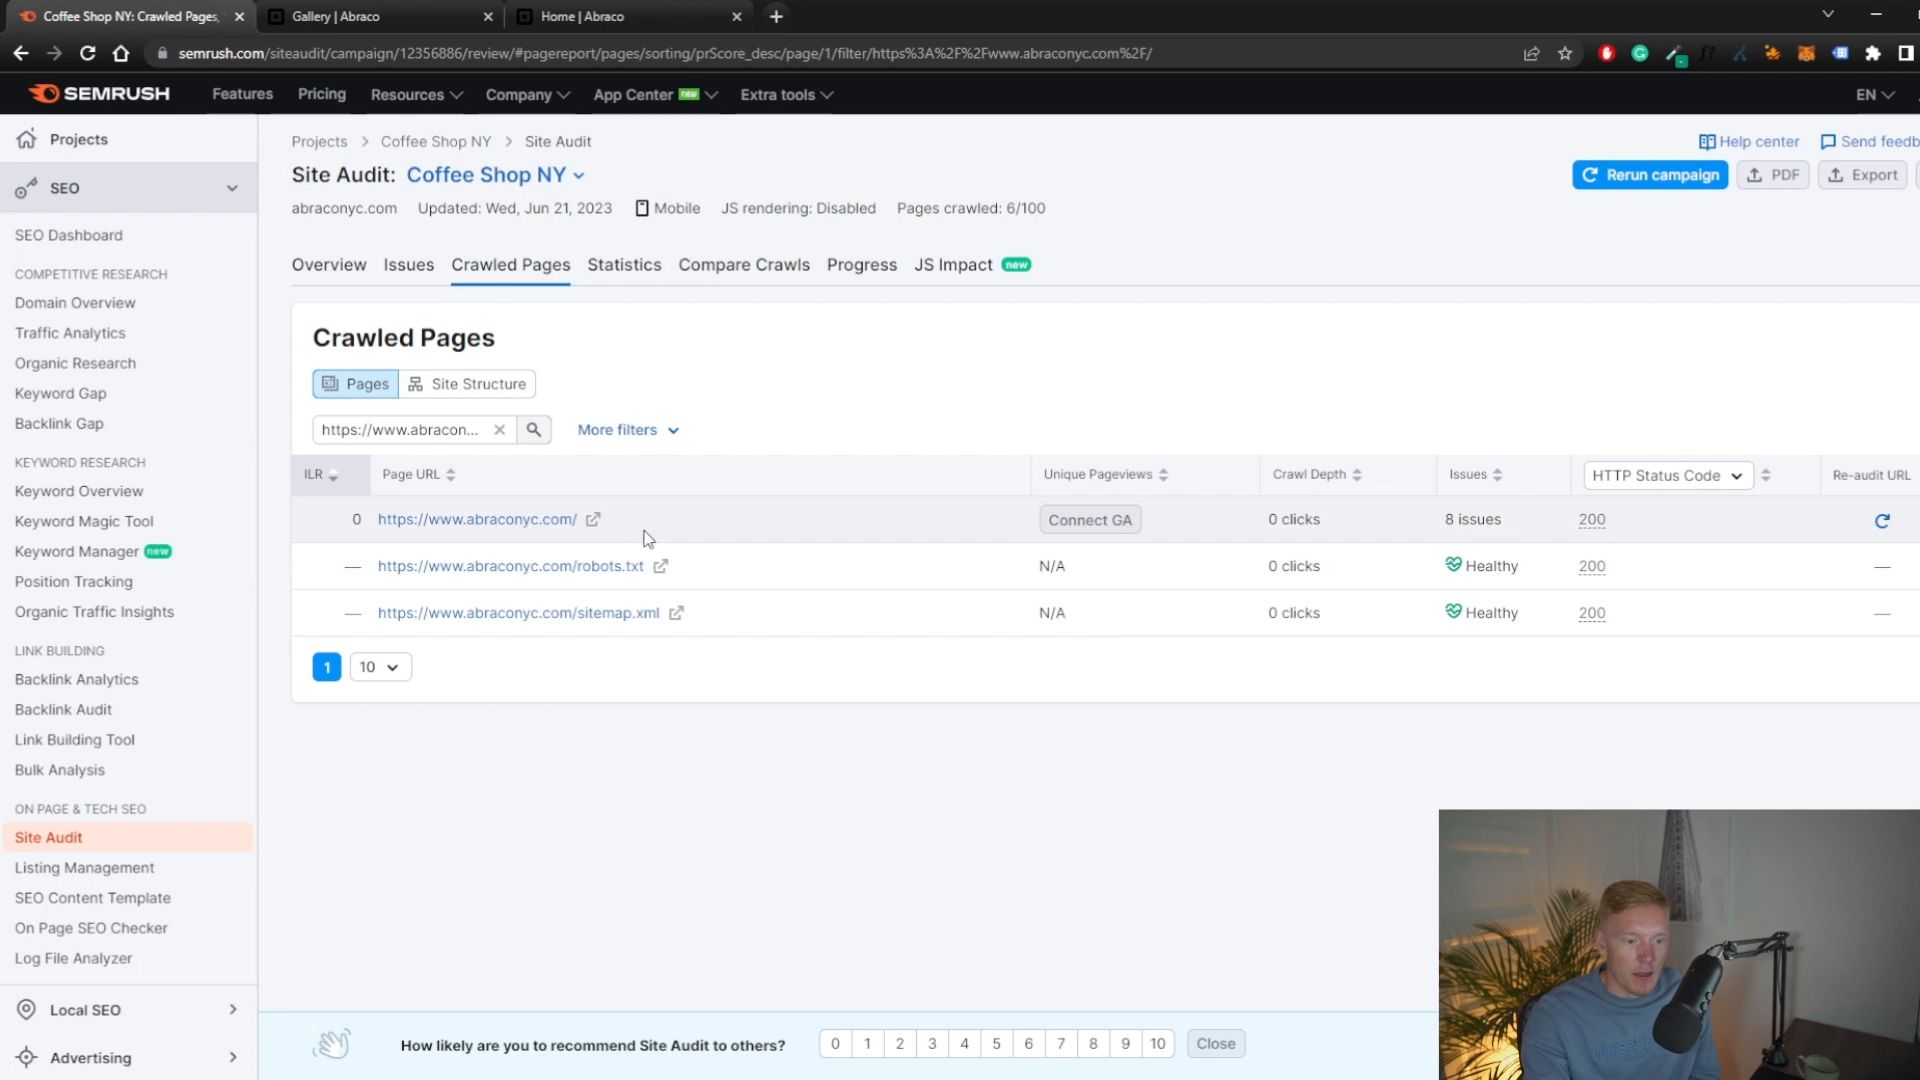 Coffee Shop NY: Crawled Pages,
Gallery | Abraco
Home | Abraco
semrush.com/siteaudit/campaign/12356886/review/#pagereport/pages/sorting/prScore_desc/page/1/filter/https%3A%2F%2Fwww.abraconyc.com%2F/
SEMRUSH
Features
Pricing
Resources
Company
App Center new
Extra tools
EN
Projects
SEO
SEO Dashboard
COMPETITIVE RESEARCH
Domain Overview
Traffic Analytics
Organic Research
Keyword Gap
Backlink Gap
KEYWORD RESEARCH
Keyword Overview
Keyword Magic Tool
Keyword Manager new
Position Tracking
Organic Traffic Insights
LINK BUILDING
Backlink Analytics
Backlink Audit
Link Building Tool
Bulk Analysis
ON PAGE & TECH SEO
Site Audit
Listing Management
SEO Content Template
On Page SEO Checker
Log File Analyzer
Local SEO
Advertising
Projects > Coffee Shop NY > Site Audit
Help center
Send feedb
Site Audit: Coffee Shop NY
Rerun campaign
PDF
Export
abraconyc.com Updated: Wed, Jun 21, 2023 Mobile JS rendering: Disabled Pages crawled: 6/100
Overview Issues Crawled Pages Statistics Compare Crawls Progress JS Impact new
Crawled Pages
Pages Site Structure
https://www.abracon...
More filters
ILR Page URL Unique Pageviews Crawl Depth Issues HTTP Status Code Re-audit URL
0 https://www.abraconyc.com/ Connect GA 0 clicks 8 issues 200
— https://www.abraconyc.com/robots.txt N/A 0 clicks Healthy 200 —
— https://www.abraconyc.com/sitemap.xml N/A 0 clicks Healthy 200 —
1 10
How likely are you to recommend Site Audit to others? 0 1 2 3 4 5 6 7 8 9 10 Close